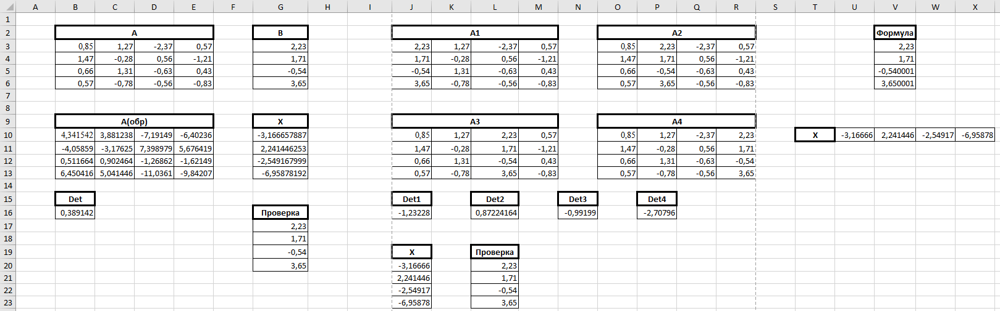 A B C D E F G H I J K L M N O P Q R S T U V W X
1
2 A B A1 A2 Формула
3 0,85 1,27 -2,37 0,57 2,23 2,23 1,27 -2,37 0,57 0,85 2,23 -2,37 0,57 2,23
4 1,47 -0,28 0,56 -1,21 1,71 1,71 -0,28 0,56 -1,21 1,47 1,71 0,56 -1,21 1,71
5 0,66 1,31 -0,63 0,43 -0,54 -0,54 1,31 -0,63 0,43 0,66 -0,54 -0,63 0,43 -0,540001
6 0,57 -0,78 -0,56 -0,83 3,65 3,65 -0,78 -0,56 -0,83 0,57 3,65 -0,56 -0,83 3,650001
7
8
9 A(обр) X A3 A4
10 4,341542 3,881238 -7,19149 -6,40236 -3,166657887 0,85 1,27 2,23 0,57 0,85 1,27 -2,37 2,23 X -3,16666 2,241446 -2,54917 -6,95878
11 -4,05859 -3,17625 7,398979 5,676419 2,241446253 1,47 -0,28 1,71 -1,21 1,47 -0,28 0,56 1,71
12 0,511664 0,902464 -1,26862 -1,62149 -2,549167999 0,66 1,31 -0,54 0,43 0,66 1,31 -0,63 -0,54
13 6,450416 5,041446 -11,0361 -9,84207 -6,95878192 0,57 -0,78 3,65 -0,83 0,57 -0,78 -0,56 3,65
14
15 Det Det1 Det2 Det3 Det4
16 0,389142 Проверка -1,23228 0,87224164 -0,99199 -2,70796
17 2,23
18 1,71
19 -0,54 X Проверка
20 3,65 -3,16666 2,23
21 2,241446 1,71
22 -2,54917 -0,54
23 -6,95878 3,65